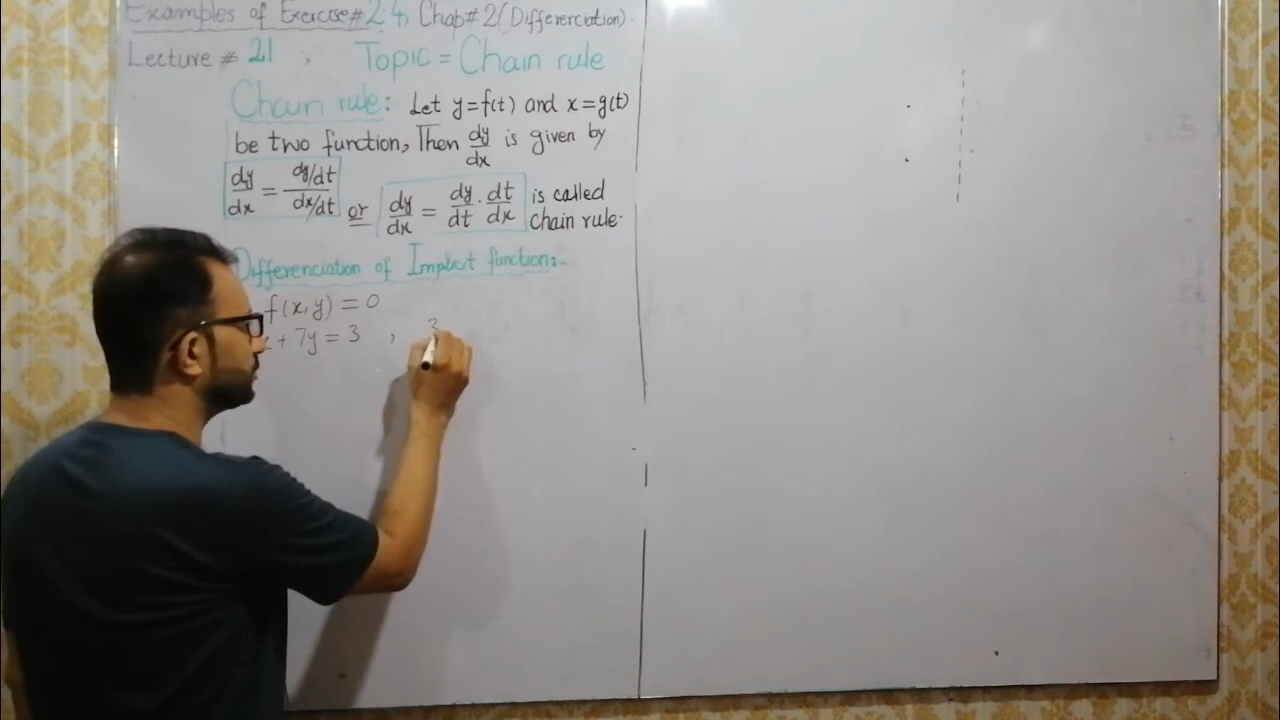 Examples of Exercise # 2.4, Chap # 2 (Differenciation).
Lecture # 21 ; Topic = Chain rule
Chain rule: Let y=f(t) and x=g(t)
be two function, Then dy/dx is given by
dy/dx = dy/dt / dx/dt or dy/dx = dy/dt . dt/dx is called
chain rule.
Differenciation of Implicit function:-
f(x,y) = 0
+ 7y = 3 ,